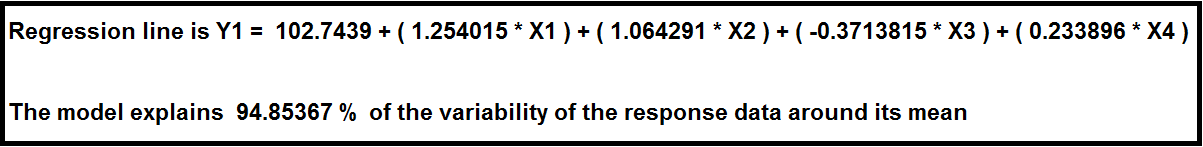 Regression line is Y1 = 102.7439 + ( 1.254015 * X1 ) + ( 1.064291 * X2 ) + ( -0.3713815 * X3 ) + ( 0.233896 * X4 )
The model explains 94.85367 % of the variability of the response data around its mean